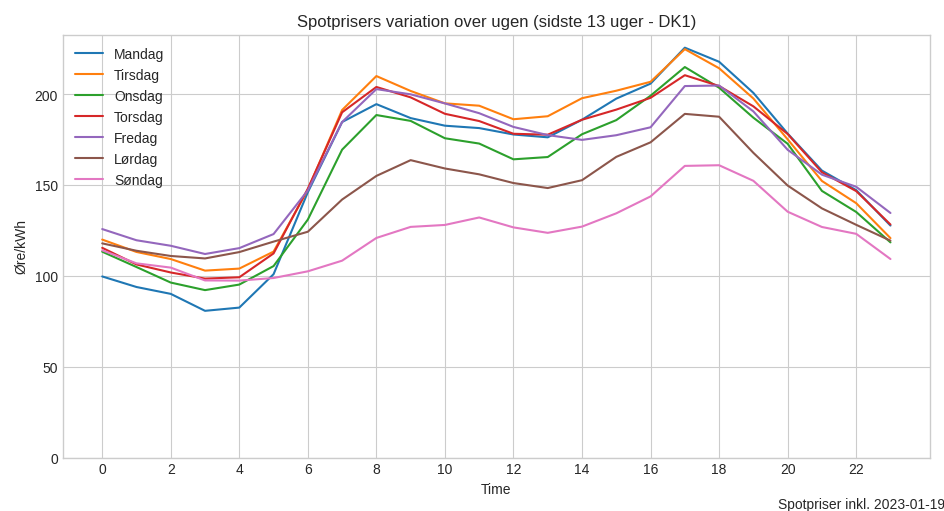 Spotprisers variation over ugen (sidste 13 uger - DK1)
Mandag
Tirsdag
Onsdag
Torsdag
Fredag
Lørdag
Søndag
Øre/kWh
200
150
100
50
0
0 2 4 6 8 10 12 14 16 18 20 22
Time
Spotpriser inkl. 2023-01-19